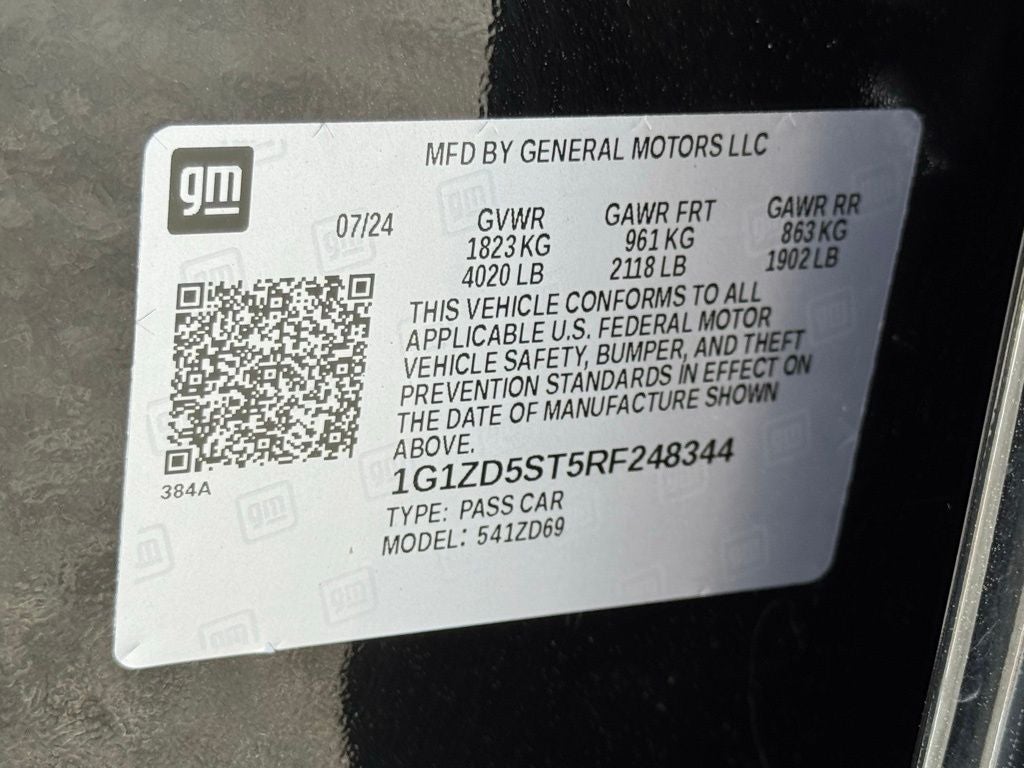 gm
MFD BY GENERAL MOTORS LLC
07/24
GVWR
1823 KG
4020 LB
GAWR FRT
961 KG
2118 LB
GAWR RR
863 KG
1902 LB
THIS VEHICLE CONFORMS TO ALL
APPLICABLE U.S. FEDERAL MOTOR
VEHICLE SAFETY, BUMPER, AND THEFT
PREVENTION STANDARDS IN EFFECT ON
THE DATE OF MANUFACTURE SHOWN
ABOVE.
1G1ZD5ST5RF248344
TYPE: PASS CAR
MODEL: 541ZD69
384A